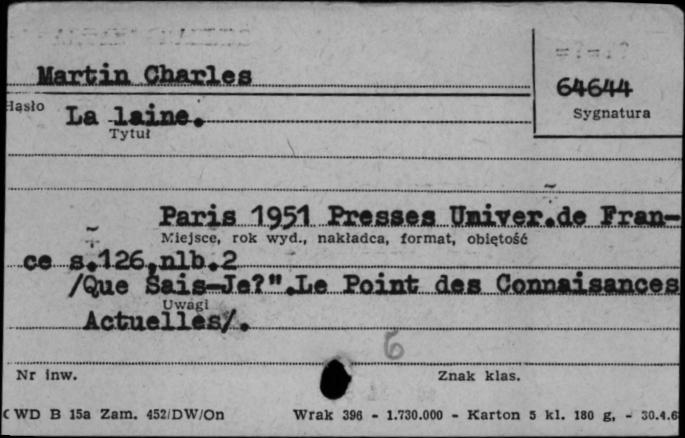 Martin Charles
64644
Hasło
Sygnatura
La laine.
Tytuł
Paris 1951 Presses Univer.de Fran-
Miejsce, rok wyd., nakładca, format, objętość
ce s.126,nlb.2
/Que Sais-Je?".Le Point des Connaisances
Uwagi
Actuelles/.
6
Nr inw.
Znak klas.
CWD B 15a Zam. 452/DW/On Wrak 396 - 1.730.000 - Karton 5 kl. 180 g, - 30.4.6